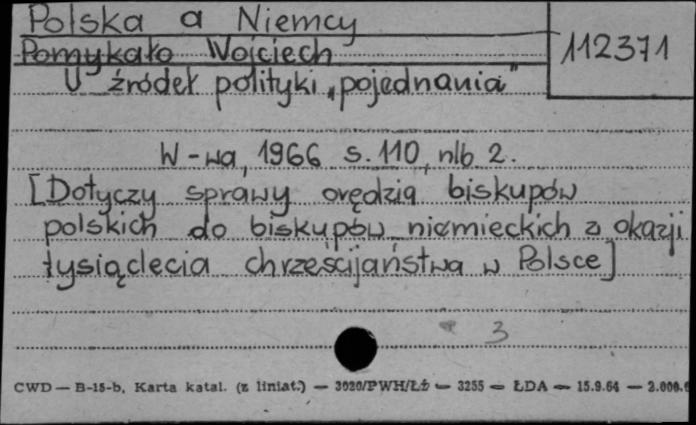 Polska a Niemcy
112371
Pomykało Wojciech
U źródeł polityki „pojednania"
W-wa, 1966 s. 110, nlb 2.
[Dotyczy sprawy orędzia biskupów
polskich do biskupów niemieckich z okazji
tysiąclecia chrześcijaństwa w Polsce]
3
CWD — B-15-b, Karta katal. (z liniat.) — 3020/PWH/Łź — 3255 — ŁDA — 15.9.64 — 2.000.